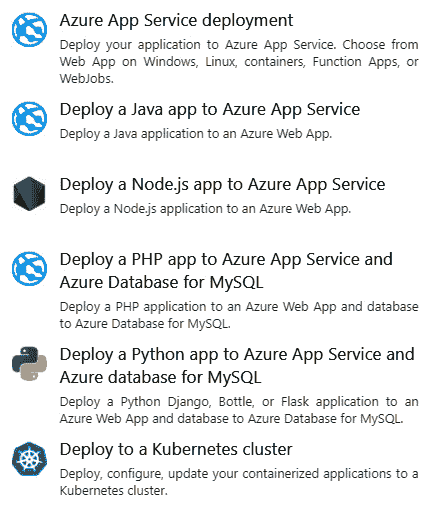 Azure App Service deployment
Deploy your application to Azure App Service. Choose from
Web App on Windows, Linux, containers, Function Apps, or
WebJobs.
Deploy a Java app to Azure App Service
Deploy a Java application to an Azure Web App.
Deploy a Node.js app to Azure App Service
Deploy a Node.js application to an Azure Web App.
Deploy a PHP app to Azure App Service and
Azure Database for MySQL
Deploy a PHP application to an Azure Web App and database
to Azure Database for MySQL.
Deploy a Python app to Azure App Service and
Azure database for MySQL
Deploy a Python Django, Bottle, or Flask application to an
Azure Web App and database to Azure Database for MySQL.
Deploy to a Kubernetes cluster
Deploy, configure, update your containerized applications to a
Kubernetes cluster.